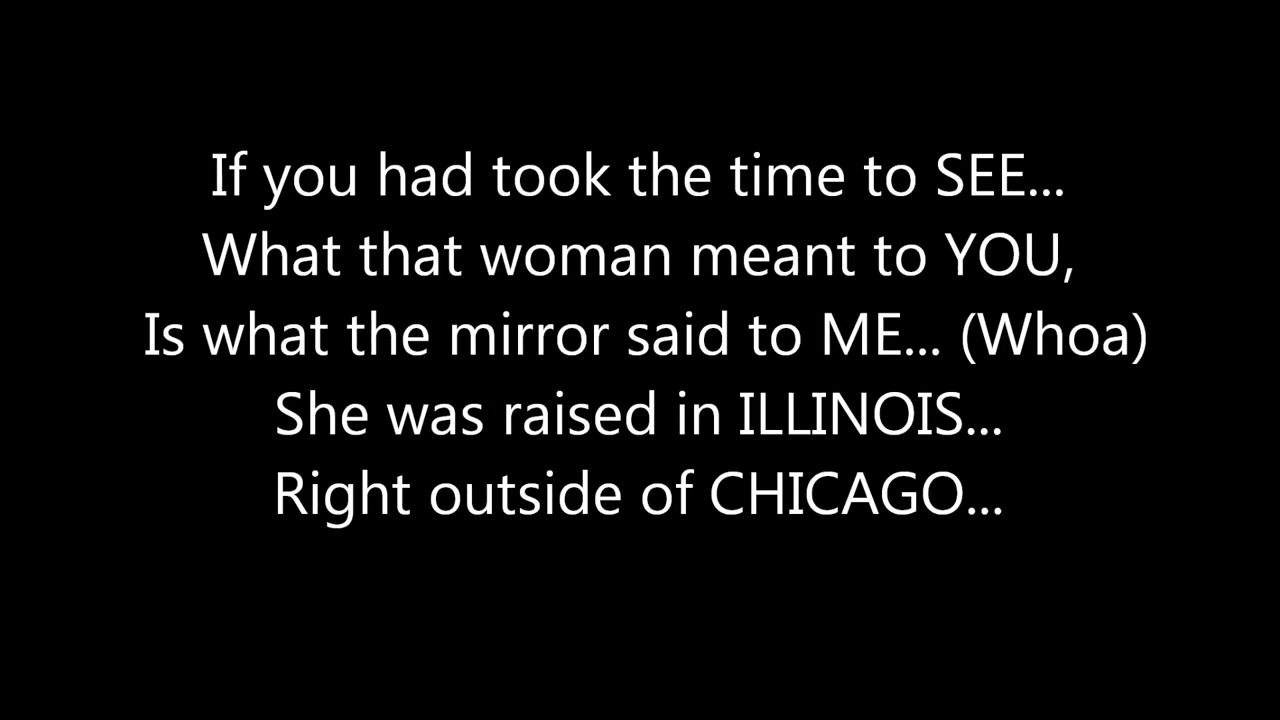 If you had took the time to SEE...
What that woman meant to YOU,
Is what the mirror said to ME... (Whoa)
She was raised in ILLINOIS...
Right outside of CHICAGO...